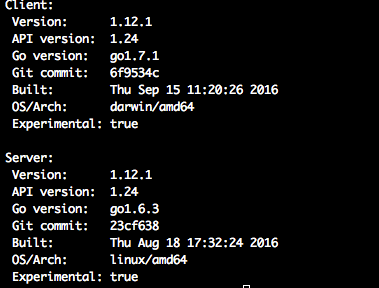 Client:
 Version:      1.12.1
 API version:  1.24
 Go version:   go1.7.1
 Git commit:   6f9534c
 Built:        Thu Sep 15 11:20:26 2016
 OS/Arch:      darwin/amd64
 Experimental: true

Server:
 Version:      1.12.1
 API version:  1.24
 Go version:   go1.6.3
 Git commit:   23cf638
 Built:        Thu Aug 18 17:32:24 2016
 OS/Arch:      linux/amd64
 Experimental: true